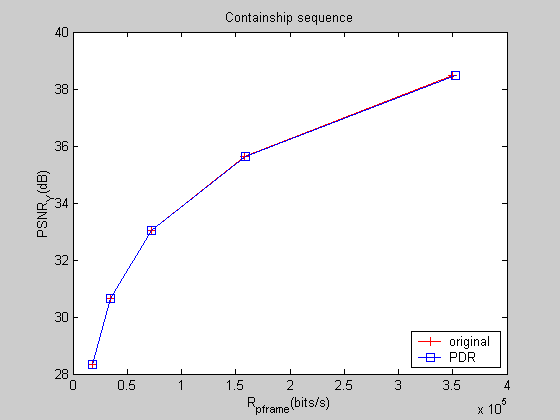 Containship sequence
40
38
36
34
32
30
28
PSNR_Y(dB)
original
PDR
0 0.5 1 1.5 2 2.5 3 3.5 4
x 10^5
R_pframe(bits/s)